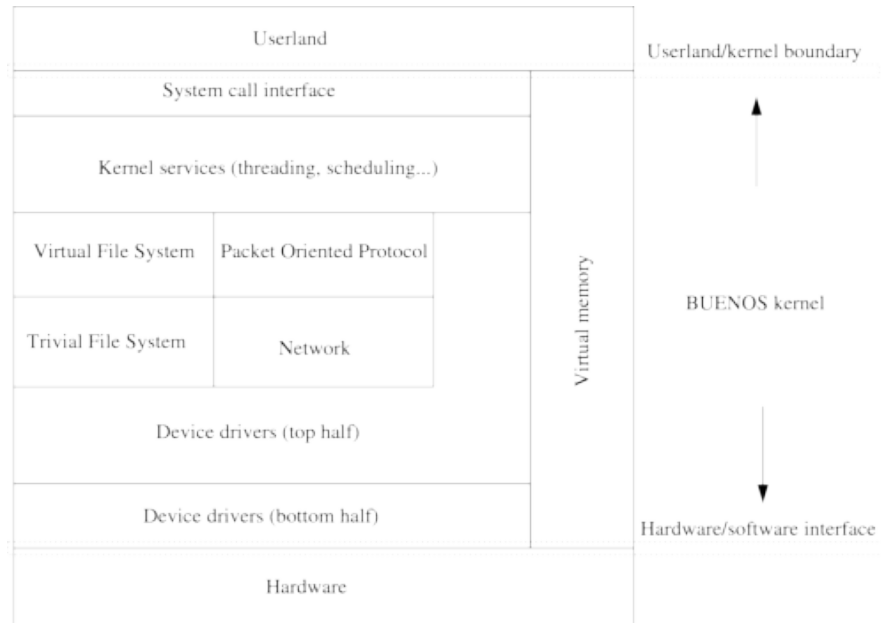 Userland
Userland/kernel boundary
System call interface
Kernel services (threading, scheduling...)
Virtual File System
Packet Oriented Protocol
Virtual memory
BUENOS kernel
Trivial File System
Network
Device drivers (top half)
Device drivers (bottom half)
Hardware/software interface
Hardware